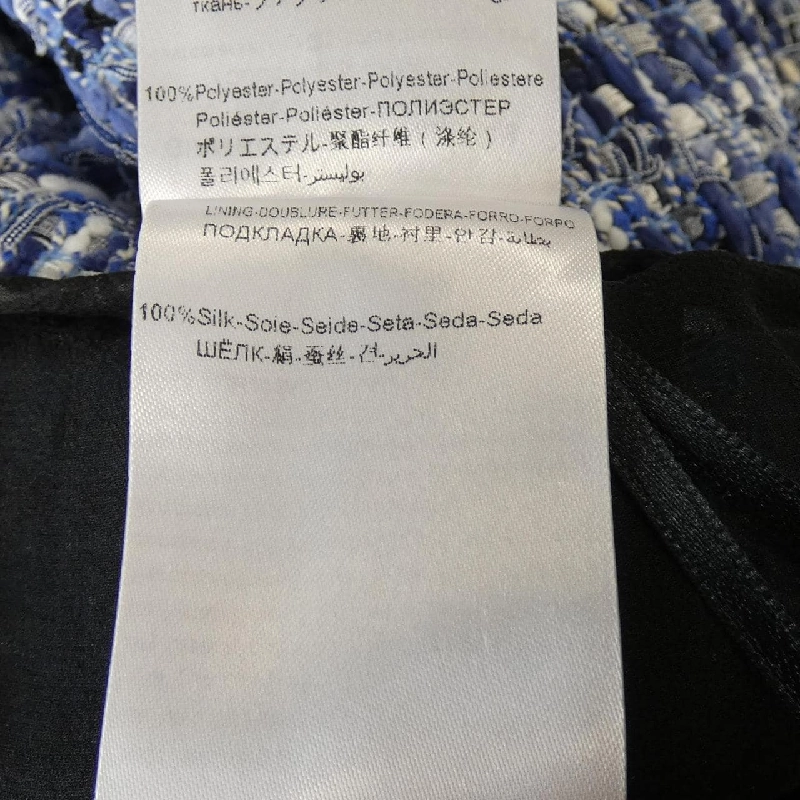 ткань-
100%Polyester-Polyester-Polyester-Poliestere
Poliéster-Poliéster-ПОЛИЭСТЕР
ポリエステル-聚酯纤维（涤纶）
폴리에스터-بوليستر
LINING-DOUBLURE-FUTTER-FODERA-FORRO-FORRO
ПОДКЛАДКА-裏地-衬里-안감-بطانة
100%Silk-Soie-Seide-Seta-Seda-Seda
ШЁЛК-絹-蚕丝-견-الحرير